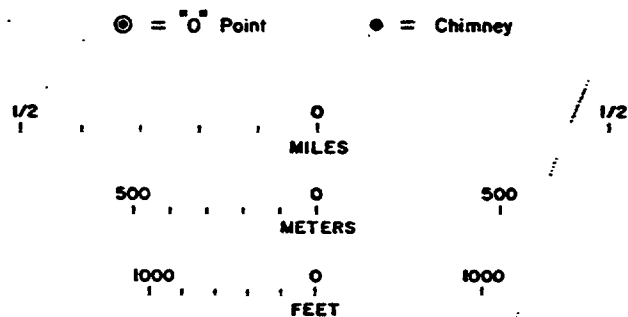 = "O" Point = Chimney
1/2 0 1/2
MILES
500 0 500
METERS
1000 0 1000
FEET